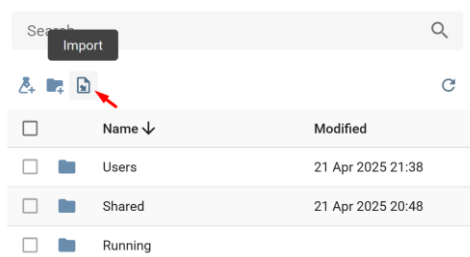 Search
Import
Name Modified
Users 21 Apr 2025 21:38
Shared 21 Apr 2025 20:48
Running